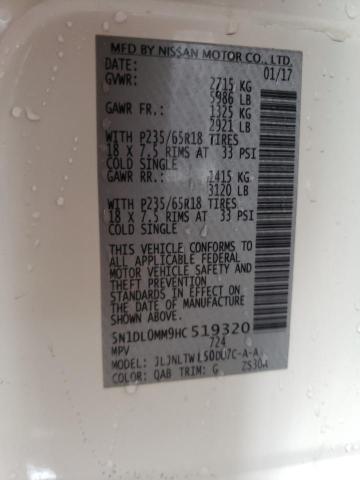 MFD BY NISSAN MOTOR CO., LTD.
DATE: 01/17
GVWR: 2715 KG
5986 LB
GAWR FR.: 1325 KG
2921 LB
WITH P235/65R18 TIRES
18 X 7.5 RIMS AT 33 PSI
COLD SINGLE
GAWR RR.: 1415 KG
3120 LB
WITH P235/65R18 TIRES
18 X 7.5 RIMS AT 33 PSI
COLD SINGLE
THIS VEHICLE CONFORMS TO
ALL APPLICABLE FEDERAL
MOTOR VEHICLE SAFETY
STANDARDS IN EFFECT ON THE
DATE OF MANUFACTURE
SHOWN ABOVE.
5N1DL0MM9HC519320
MPV 724
MODEL: JLJNLTWL50DU7C-A-A
COLOR: QAB TRIM: G ZS30A